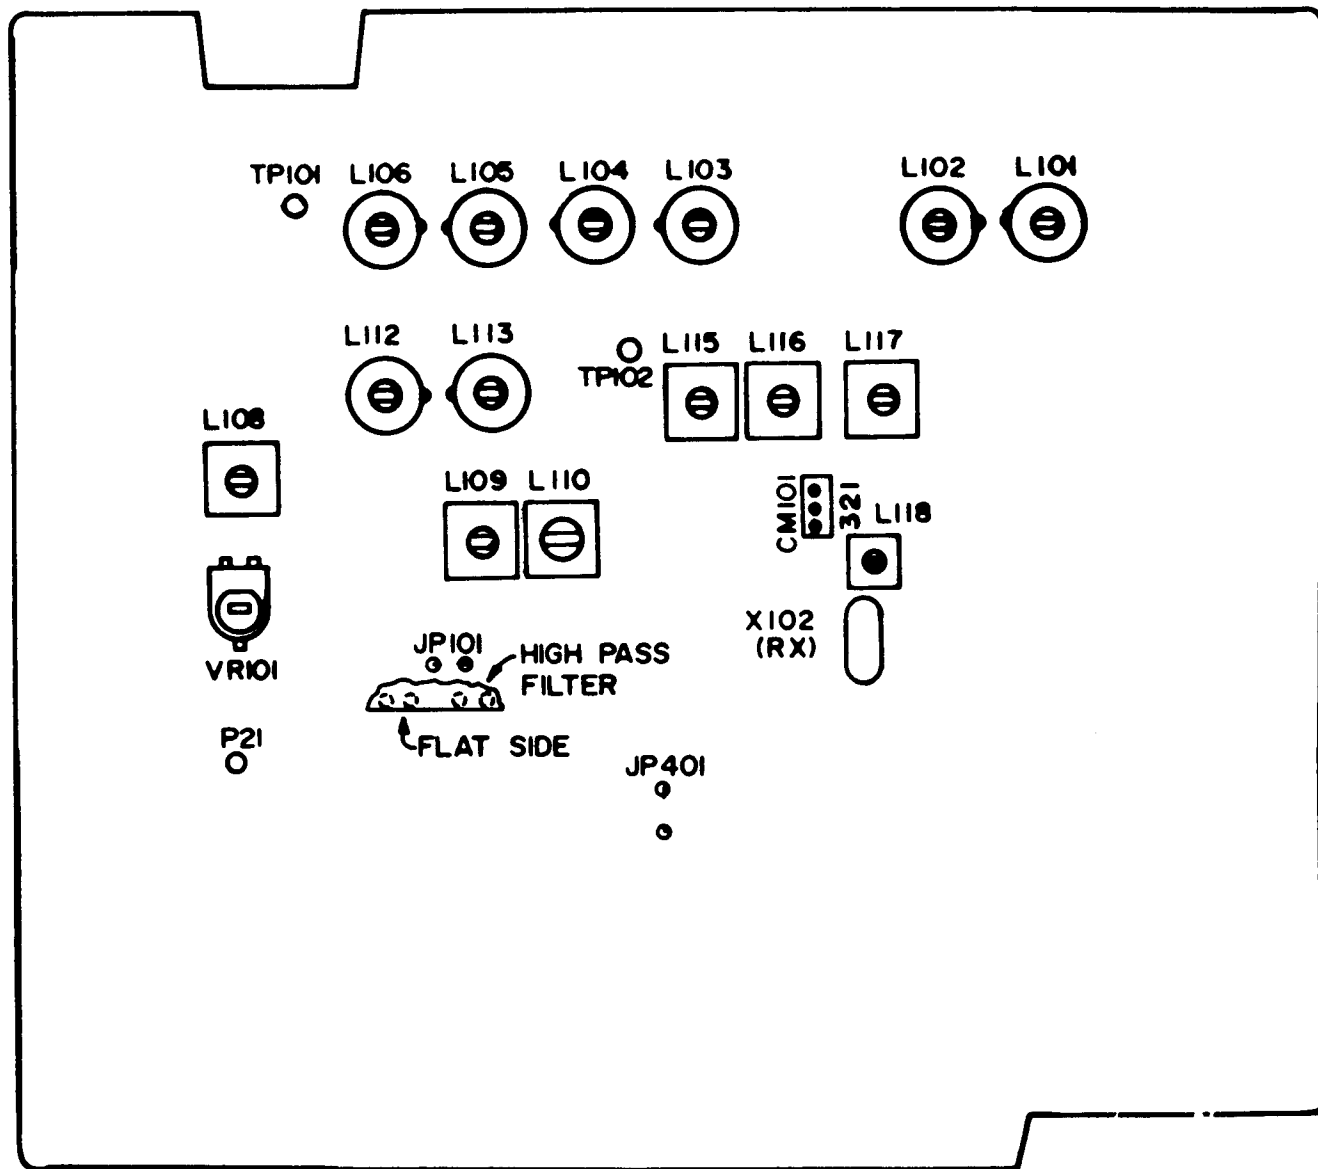 TP101 L106 L105 L104 L103 L102 L101
L112 L113 TP102 L115 L116 L117
L108
L109 L110 CM101 321 L118
X102
(RX)
VR101 JP101 HIGH PASS
FILTER
P21 FLAT SIDE
JP401